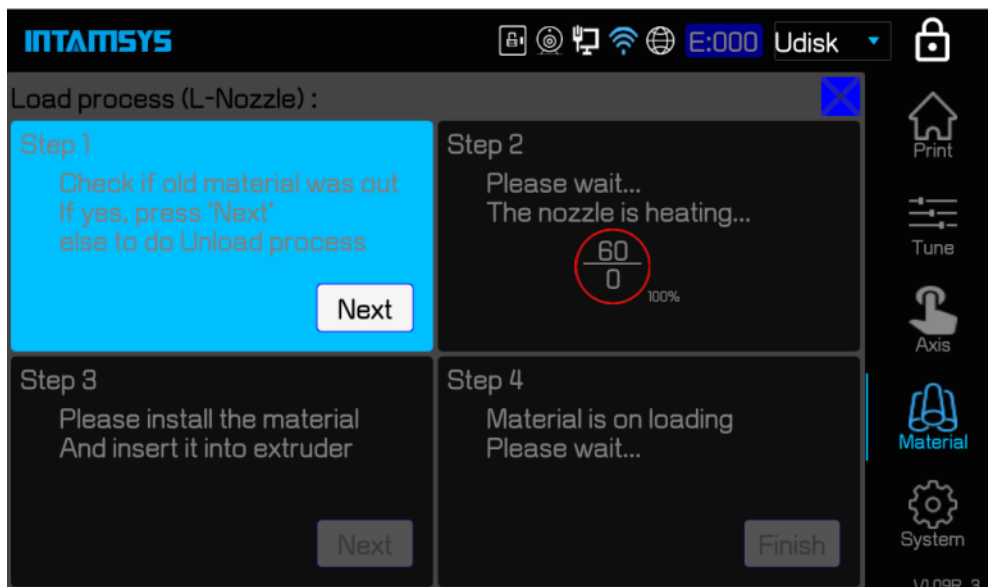 INTAMSYS
E:000 Udisk
Load process (L-Nozzle) :
Step 1
Check if old material was out
If yes, press 'Next'
else to do Unload process
Next
Step 2
Please wait...
The nozzle is heating...
60
0
100%
Step 3
Please install the material
And insert it into extruder
Next
Step 4
Material is on loading
Please wait...
Finish
Print
Tune
Axis
Material
System